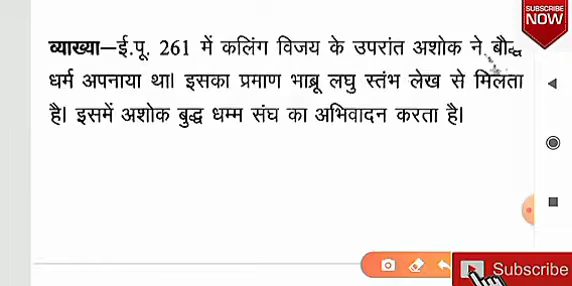 SUBSCRIBE
NOW
व्याख्या—ई.पू. 261 में कलिंग विजय के उपरांत अशोक ने बौद्ध
धर्म अपनाया था। इसका प्रमाण भाब्रू लघु स्तंभ लेख से मिलता
है। इसमें अशोक बुद्ध धम्म संघ का अभिवादन करता है।
Subscribe